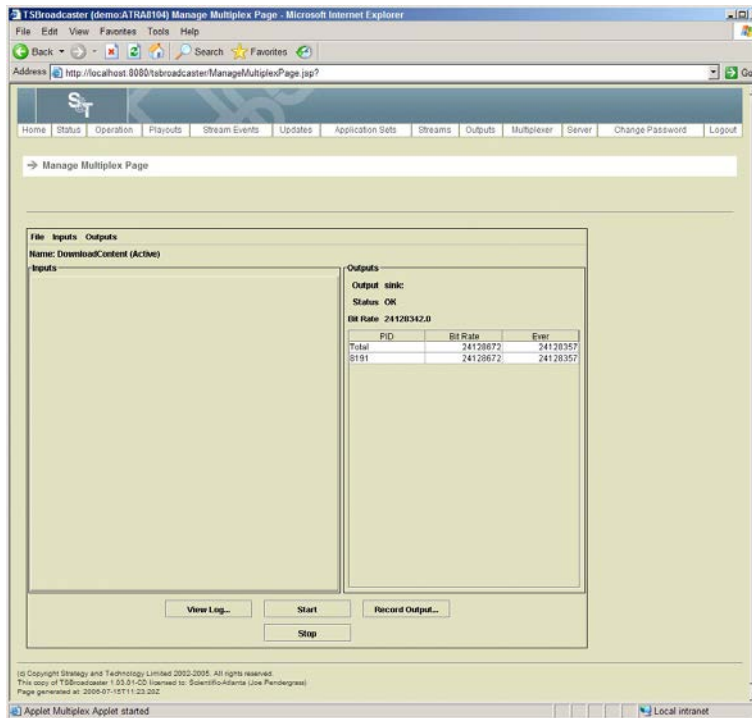 TSBroadcaster (demo:ATRA8104) Manage Multiplex Page - Microsoft Internet Explorer
File Edit View Favorites Tools Help
Back Search Favorites
Address http://localhost:8080/tsbroadcaster/ManageMultiplexPage.jsp? Go
S&T
Home Status Operation Playouts Stream Events Updates Application Sets Streams Outputs Multiplexer Server Change Password Logout
Manage Multiplex Page
File Inputs Outputs
Name: DownloadContent (Active)
Inputs
Outputs
Output sink:
Status OK
Bit Rate 24128342.0
PID Bit Rate Ever
Total 24128672 24128357
8191 24128672 24128357
View Log... Start Record Output...
Stop
(c) Copyright Strategy and Technology Limited 2002-2005. All rights reserved.
This copy of TSBroadcaster 1.03.01-CD licensed to: Scientific-Atlanta (Joe Pendergrass)
Page generated at: 2006-07-15T11:23:20Z
Applet Multiplex Applet started Local intranet